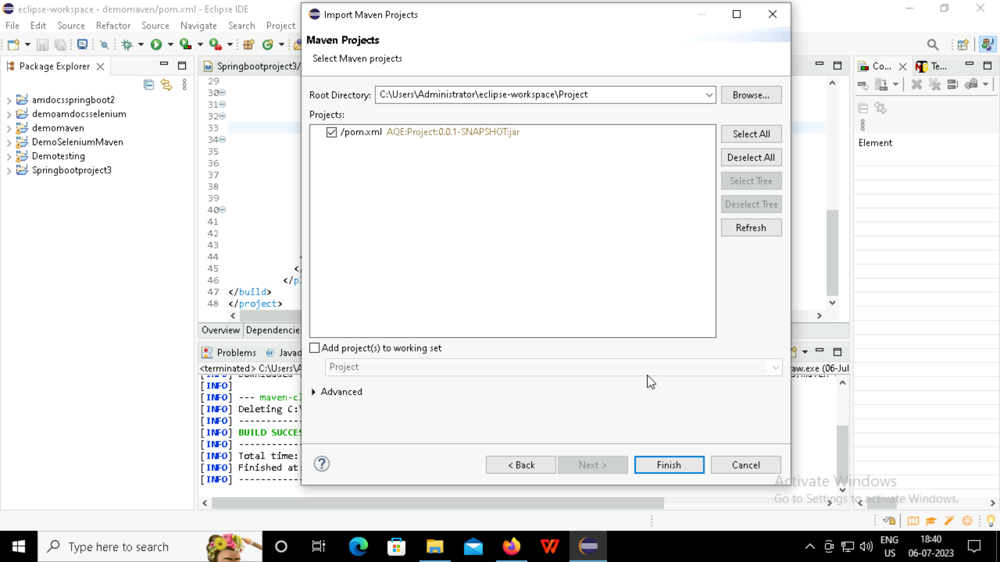 eclipse-workspace - demomaven/pom.xml - Eclipse IDE
File Edit Source Refactor Source Navigate Search Project
Package Explorer
amdocsspringboot2
demoamdocsselenium
demomaven
DemoSeleniumMaven
Demotesting
Springbootproject3
Springbootproject3/
29
30
31
32
33
34
35
36
37
38
39
40
41
42
43
44 <
45 </
46 </pl
47 </build>
48 </project>
Overview Dependencie
Problems @ Javad
<terminated> C:\Users\A
[INFO]
[INFO] --- maven-cl
[INFO] Deleting C:\
[INFO] ------------
[INFO] BUILD SUCCES
[INFO] ------------
[INFO] Total time:
[INFO] Finished at:
[INFO] ------------
Import Maven Projects
Maven Projects
Select Maven projects
Root Directory: C:\Users\Administrator\eclipse-workspace\Project Browse...
Projects:
/pom.xml AQE:Project:0.0.1-SNAPSHOT:jar
Select All
Deselect All
Select Tree
Deselect Tree
Refresh
Add project(s) to working set
Project
Advanced
< Back Next > Finish Cancel
Co... Te...
Element
aw.exe (06-Jul
Activate Windows
Go to Settings to activate Windows.
Type here to search
ENG
US
18:40
06-07-2023